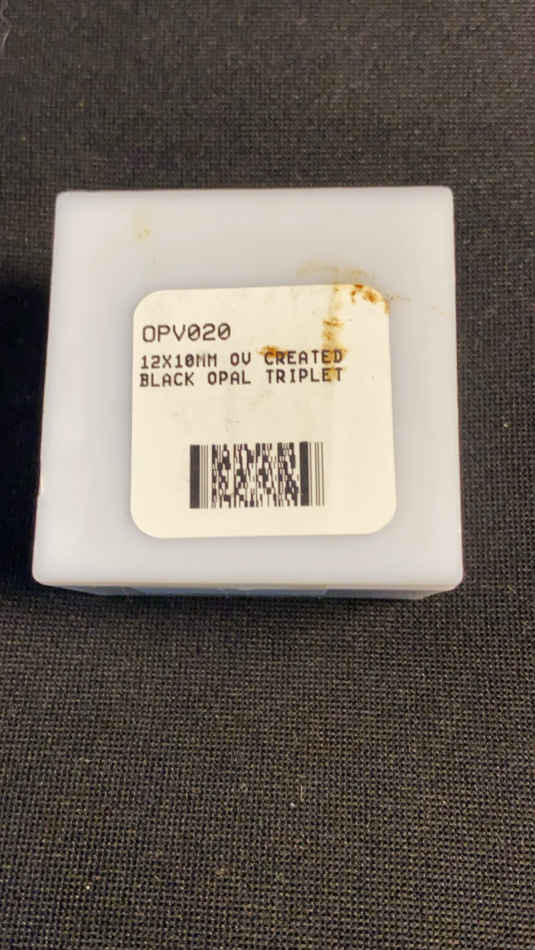 OPV020
12X10MM OV CREATED
BLACK OPAL TRIPLET